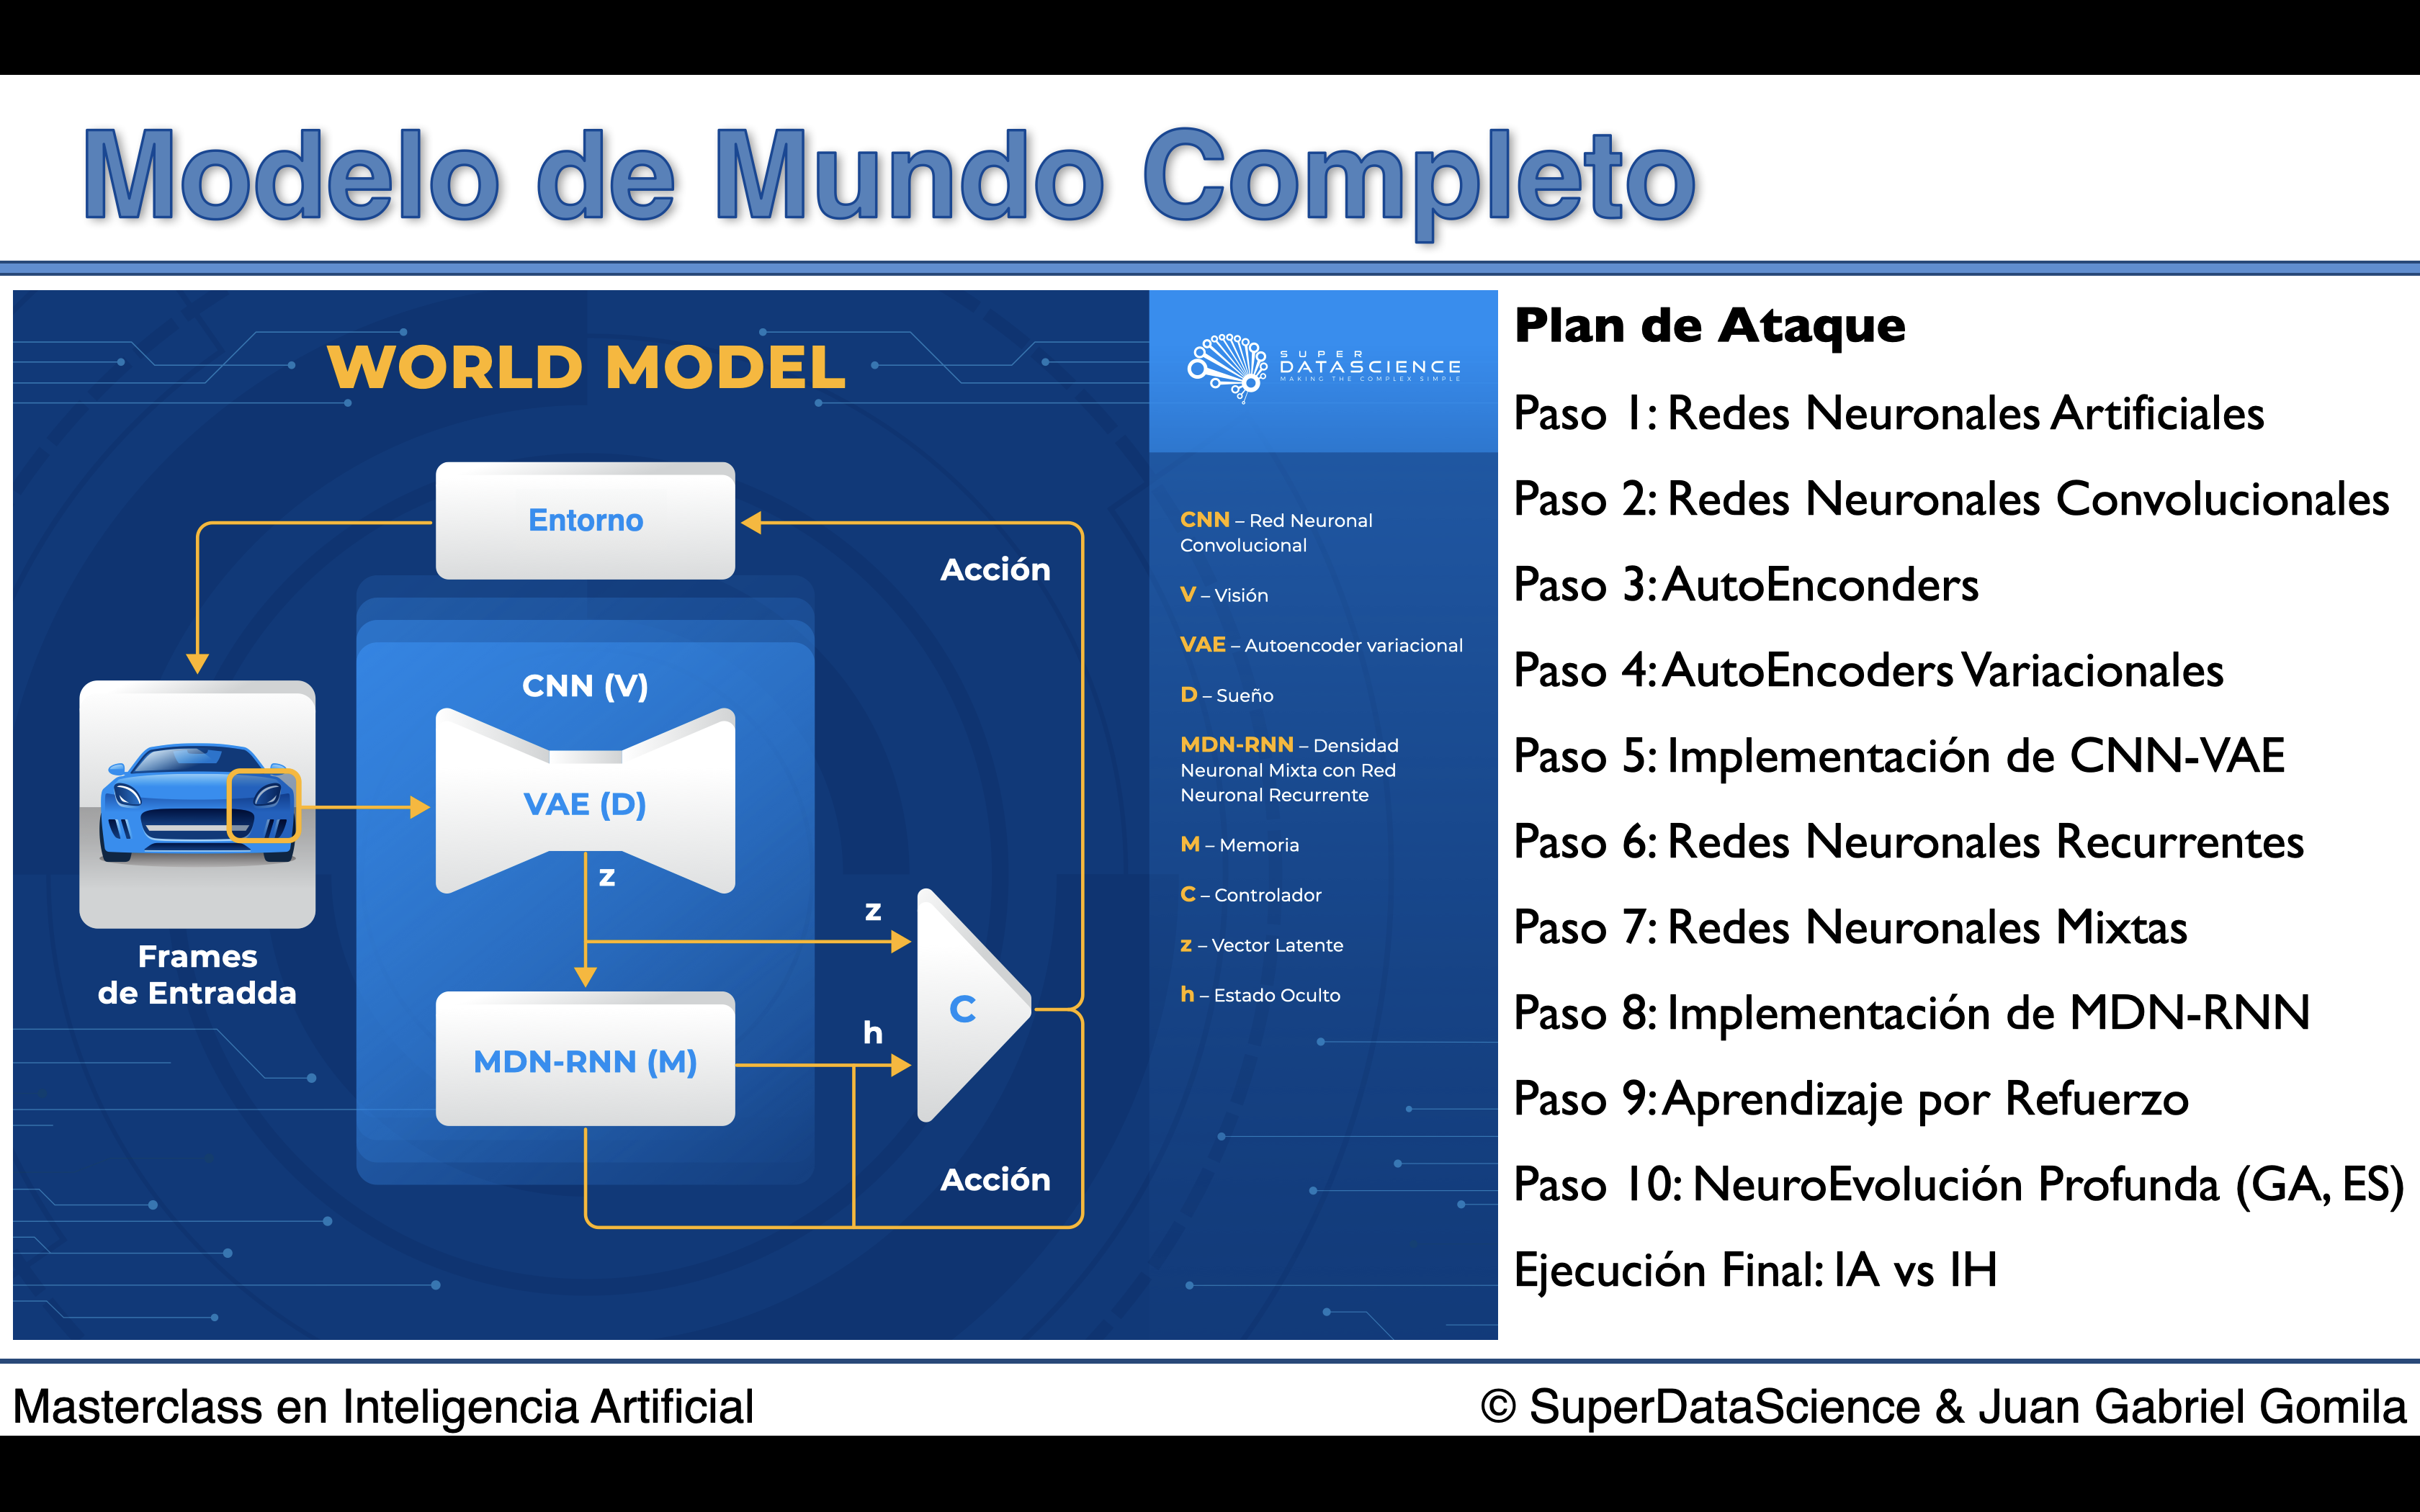 Modelo de Mundo Completo
WORLD MODEL
Entorno
Acción
CNN (V)
VAE (D)
z
z
Frames
de Entradda
h
C
MDN-RNN (M)
Acción
SUPER
DATASCIENCE
MAKING THE COMPLEX SIMPLE
CNN – Red Neuronal
Convolucional
V – Visión
VAE – Autoencoder variacional
D – Sueño
MDN-RNN – Densidad
Neuronal Mixta con Red
Neuronal Recurrente
M – Memoria
C – Controlador
z – Vector Latente
h – Estado Oculto
Plan de Ataque
Paso 1: Redes Neuronales Artificiales
Paso 2: Redes Neuronales Convolucionales
Paso 3: AutoEnconders
Paso 4: AutoEncoders Variacionales
Paso 5: Implementación de CNN-VAE
Paso 6: Redes Neuronales Recurrentes
Paso 7: Redes Neuronales Mixtas
Paso 8: Implementación de MDN-RNN
Paso 9: Aprendizaje por Refuerzo
Paso 10: NeuroEvolución Profunda (GA, ES)
Ejecución Final: IA vs IH
Masterclass en Inteligencia Artificial
© SuperDataScience & Juan Gabriel Gomila